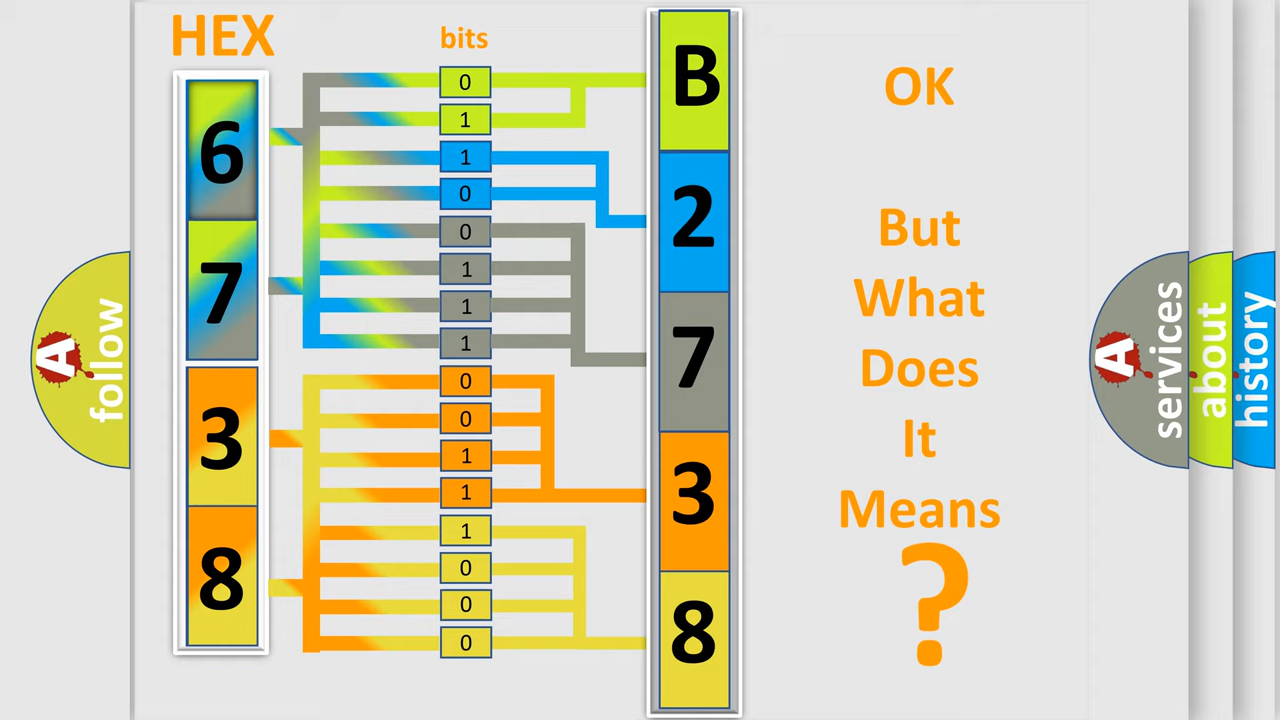 HEX
bits
6
7
3
8
0
1
1
0
0
1
1
1
0
0
1
1
1
0
0
0
B
2
7
3
8
OK
But
What
Does
It
Means
?
A
follow
A
services
about
history